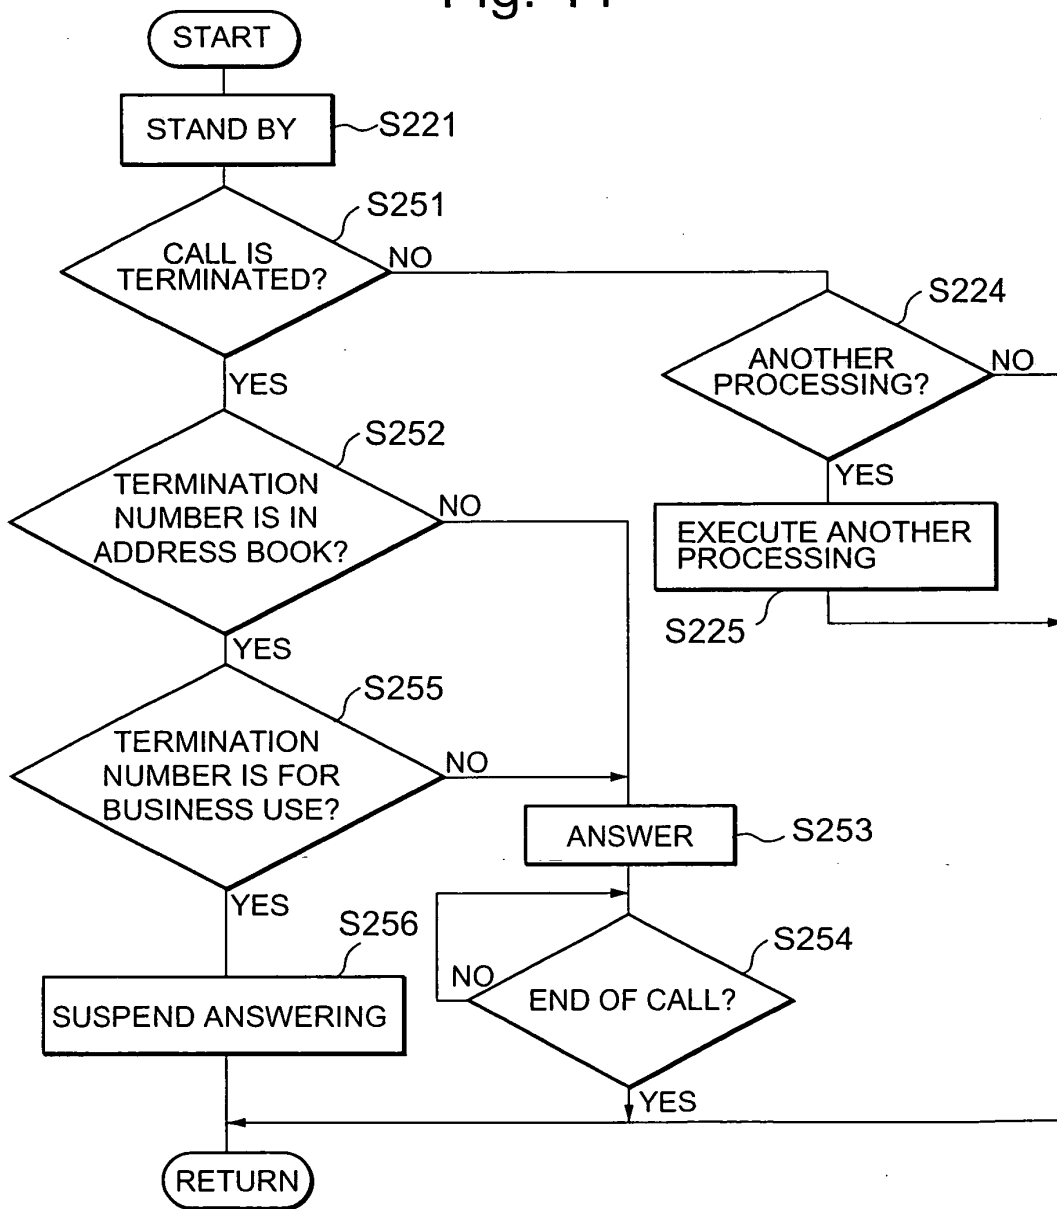 START
STAND BY
S221
S251
CALL IS
TERMINATED?
NO
YES
S224
ANOTHER
PROCESSING?
NO
YES
EXECUTE ANOTHER
PROCESSING
S225
S252
TERMINATION
NUMBER IS IN
ADDRESS BOOK?
NO
YES
S255
TERMINATION
NUMBER IS FOR
BUSINESS USE?
NO
YES
ANSWER
S253
S256
SUSPEND ANSWERING
S254
END OF CALL?
NO
YES
RETURN